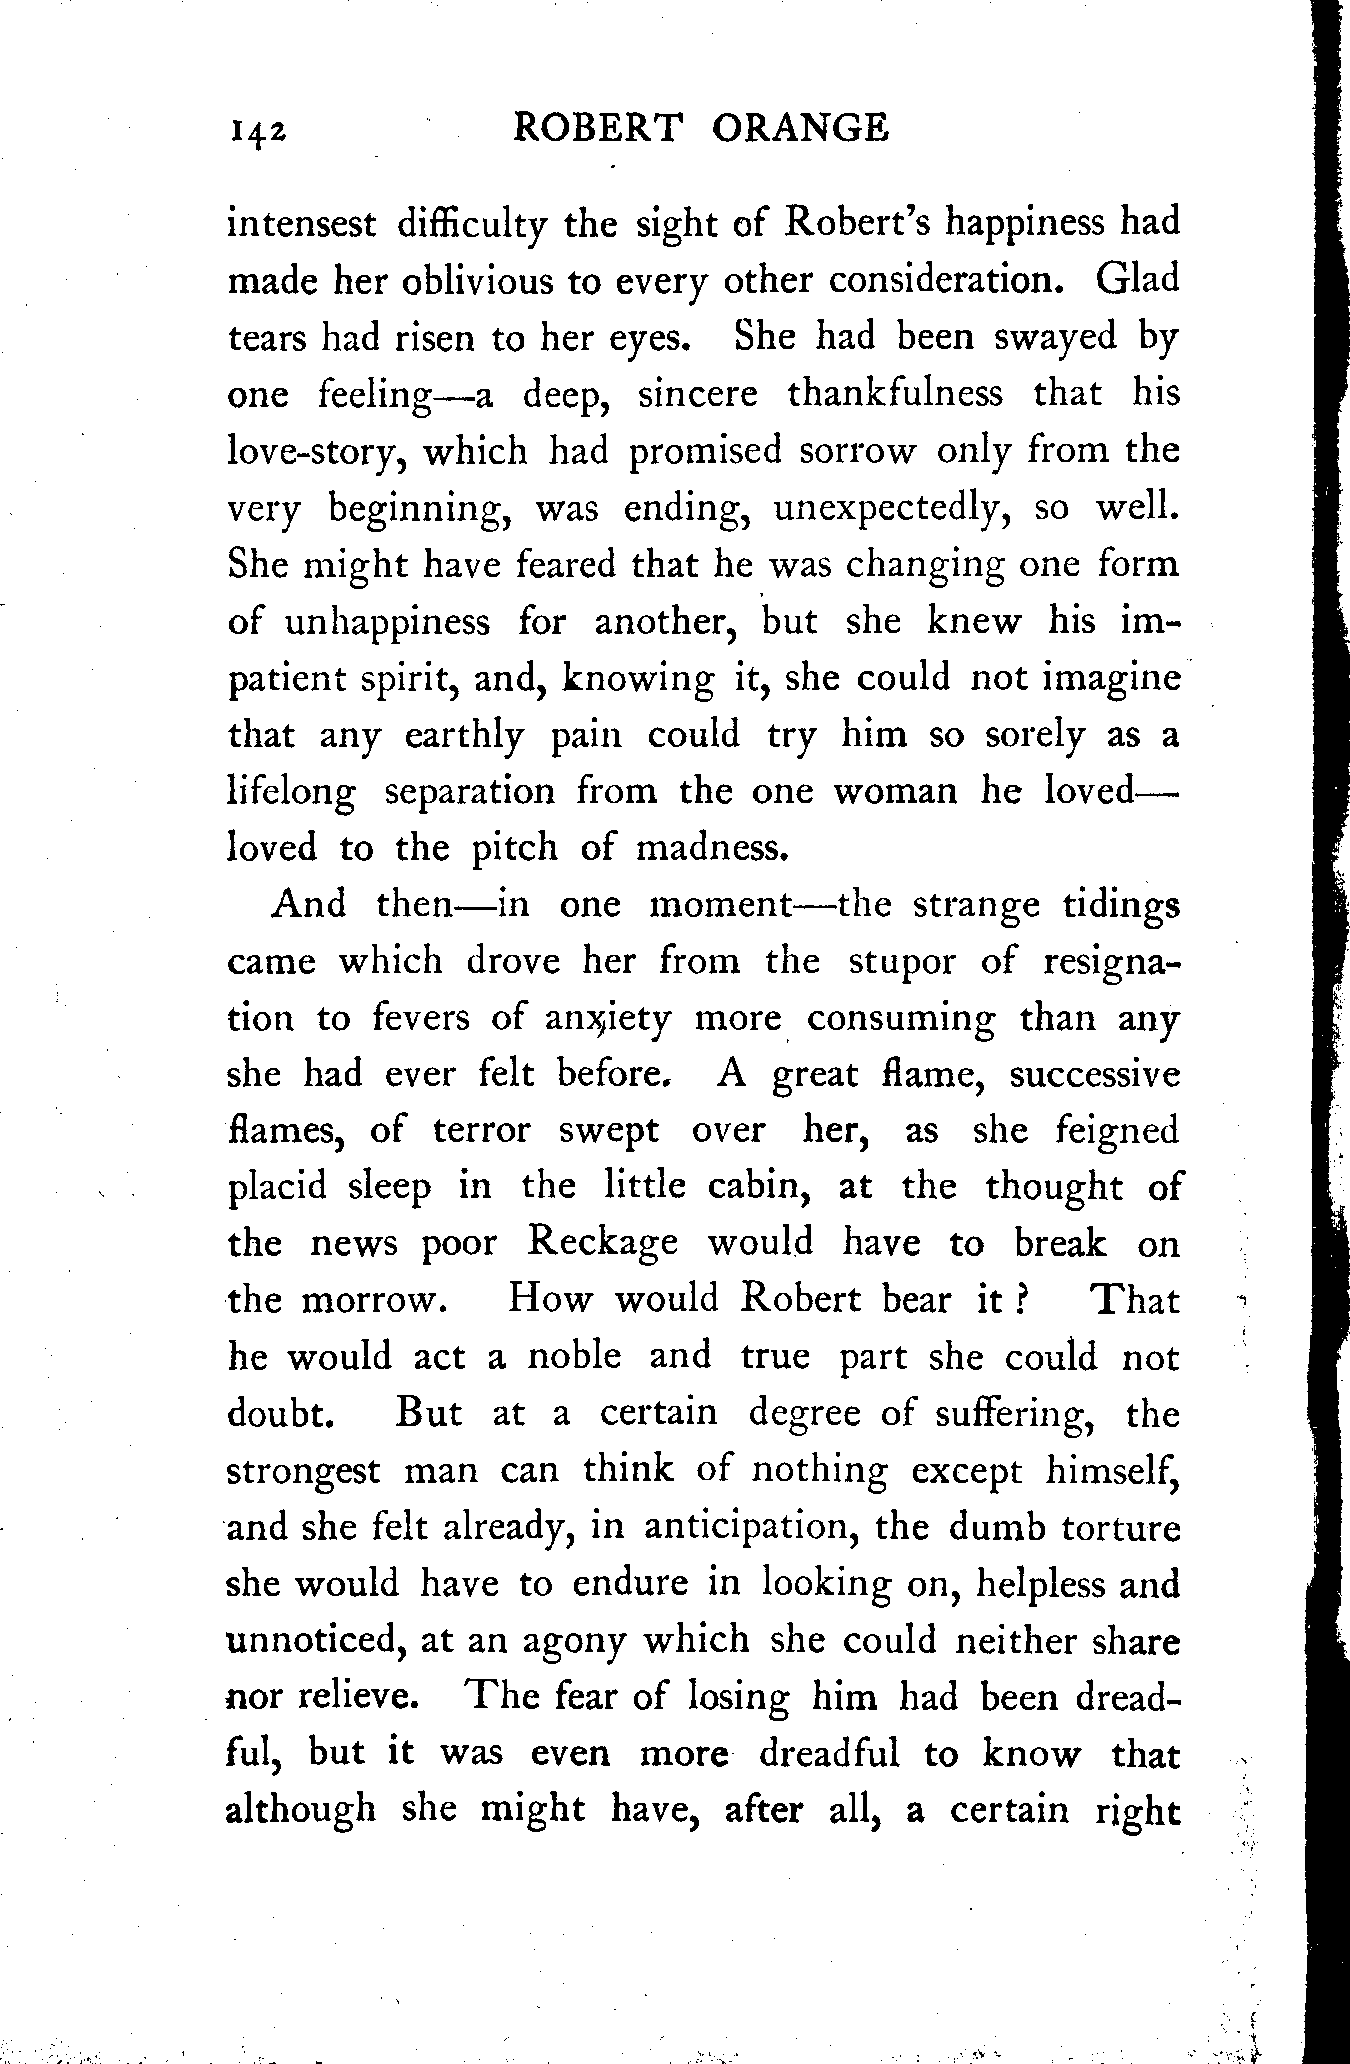 142 ROBERT ORANGE
intensest difficulty the sight of Robert's happiness had
made her oblivious to every other consideration. Glad
tears had risen to her eyes. She had been swayed by
one feeling—a deep, sincere thankfulness that his
love-story, which had promised sorrow only from the
very beginning, was ending, unexpectedly, so well.
She might have feared that he was changing one form
of unhappiness for another, but she knew his im-
patient spirit, and, knowing it, she could not imagine
that any earthly pain could try him so sorely as a
lifelong separation from the one woman he loved—
loved to the pitch of madness.
And then—in one moment—the strange tidings
came which drove her from the stupor of resigna-
tion to fevers of anxiety more consuming than any
she had ever felt before. A great flame, successive
flames, of terror swept over her, as she feigned
placid sleep in the little cabin, at the thought of
the news poor Reckage would have to break on
the morrow. How would Robert bear it? That
he would act a noble and true part she could not
doubt. But at a certain degree of suffering, the
strongest man can think of nothing except himself,
and she felt already, in anticipation, the dumb torture
she would have to endure in looking on, helpless and
unnoticed, at an agony which she could neither share
nor relieve. The fear of losing him had been dread-
ful, but it was even more dreadful to know that
although she might have, after all, a certain right